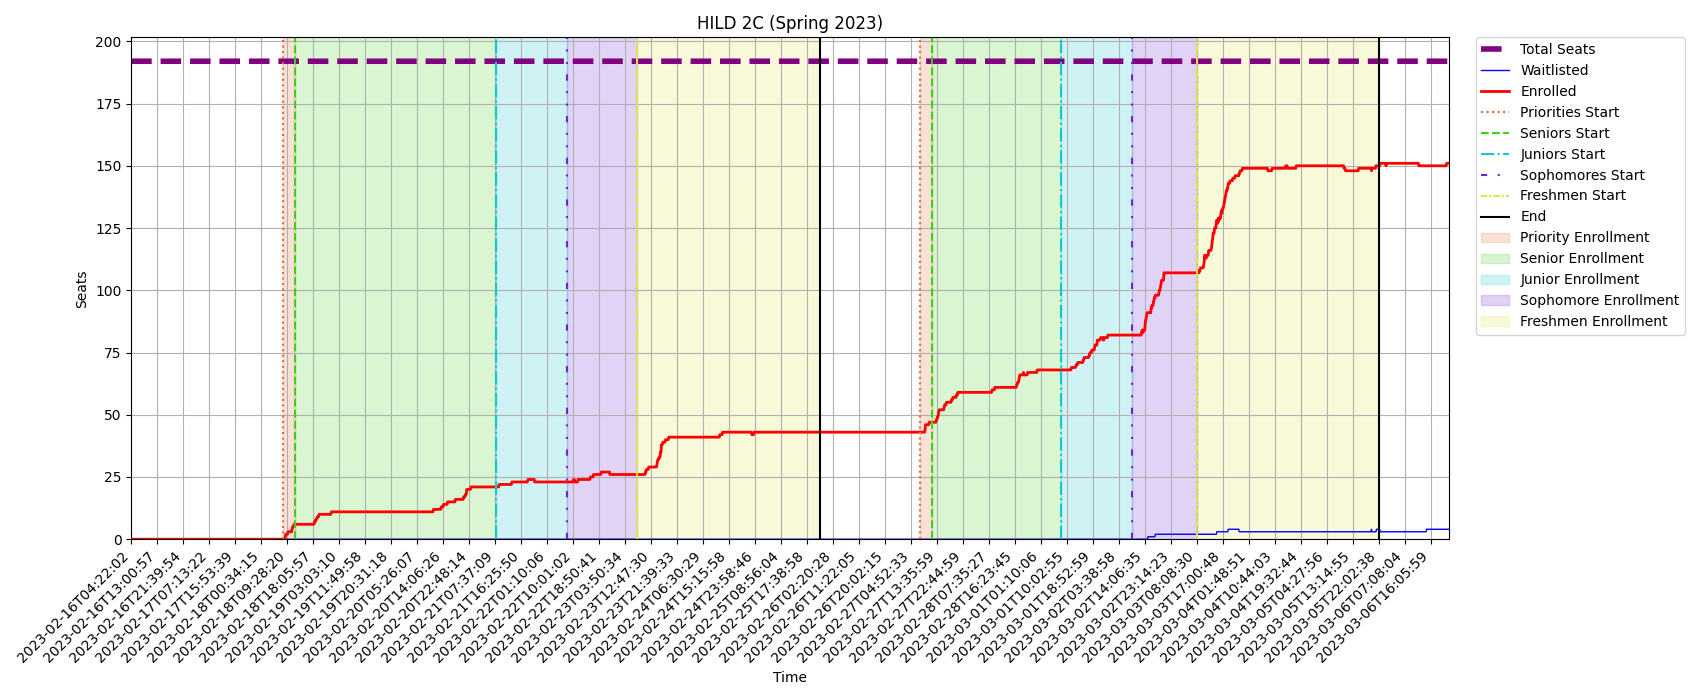 HILD 2C (Spring 2023)
200
175
150
125
100
75
50
25
0
Seats
2023-02-16T04:22:02
2023-02-16T13:00:57
2023-02-16T21:39:54
2023-02-17T07:13:22
2023-02-17T15:53:39
2023-02-18T00:34:15
2023-02-18T09:28:20
2023-02-18T18:05:57
2023-02-19T03:03:10
2023-02-19T11:49:58
2023-02-19T20:31:18
2023-02-20T05:26:07
2023-02-20T14:06:26
2023-02-20T22:48:14
2023-02-21T07:37:09
2023-02-21T16:25:50
2023-02-22T01:10:06
2023-02-22T10:01:02
2023-02-22T18:50:41
2023-02-23T03:50:34
2023-02-23T12:47:30
2023-02-23T21:39:33
2023-02-24T06:30:29
2023-02-24T15:15:58
2023-02-24T23:58:46
2023-02-25T08:56:04
2023-02-25T17:38:58
2023-02-26T02:20:28
2023-02-26T11:22:05
2023-02-26T20:02:15
2023-02-27T04:52:33
2023-02-27T13:35:59
2023-02-27T22:44:59
2023-02-28T07:35:27
2023-02-28T16:23:45
2023-03-01T01:10:06
2023-03-01T10:02:55
2023-03-01T18:52:59
2023-03-02T03:38:58
2023-03-02T14:06:35
2023-03-02T23:14:23
2023-03-03T08:08:30
2023-03-03T17:00:48
2023-03-04T01:48:51
2023-03-04T10:44:03
2023-03-04T19:32:44
2023-03-05T04:27:56
2023-03-05T13:14:55
2023-03-05T22:02:38
2023-03-06T07:08:04
2023-03-06T16:05:59
Time
Total Seats
Waitlisted
Enrolled
Priorities Start
Seniors Start
Juniors Start
Sophomores Start
Freshmen Start
End
Priority Enrollment
Senior Enrollment
Junior Enrollment
Sophomore Enrollment
Freshmen Enrollment